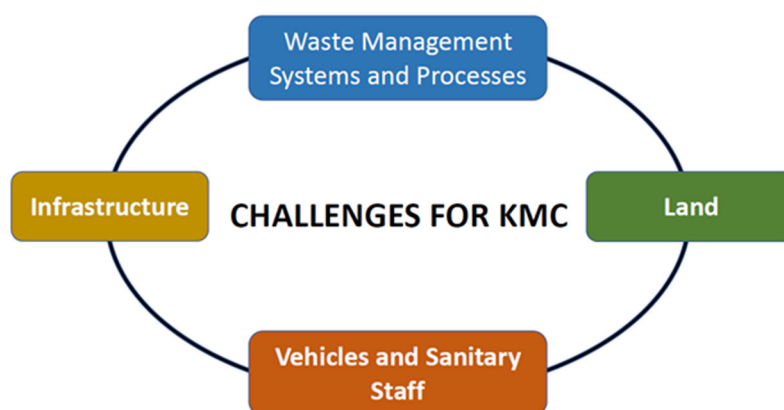 Waste Management
Systems and Processes
Infrastructure
CHALLENGES FOR KMC
Land
Vehicles and Sanitary
Staff